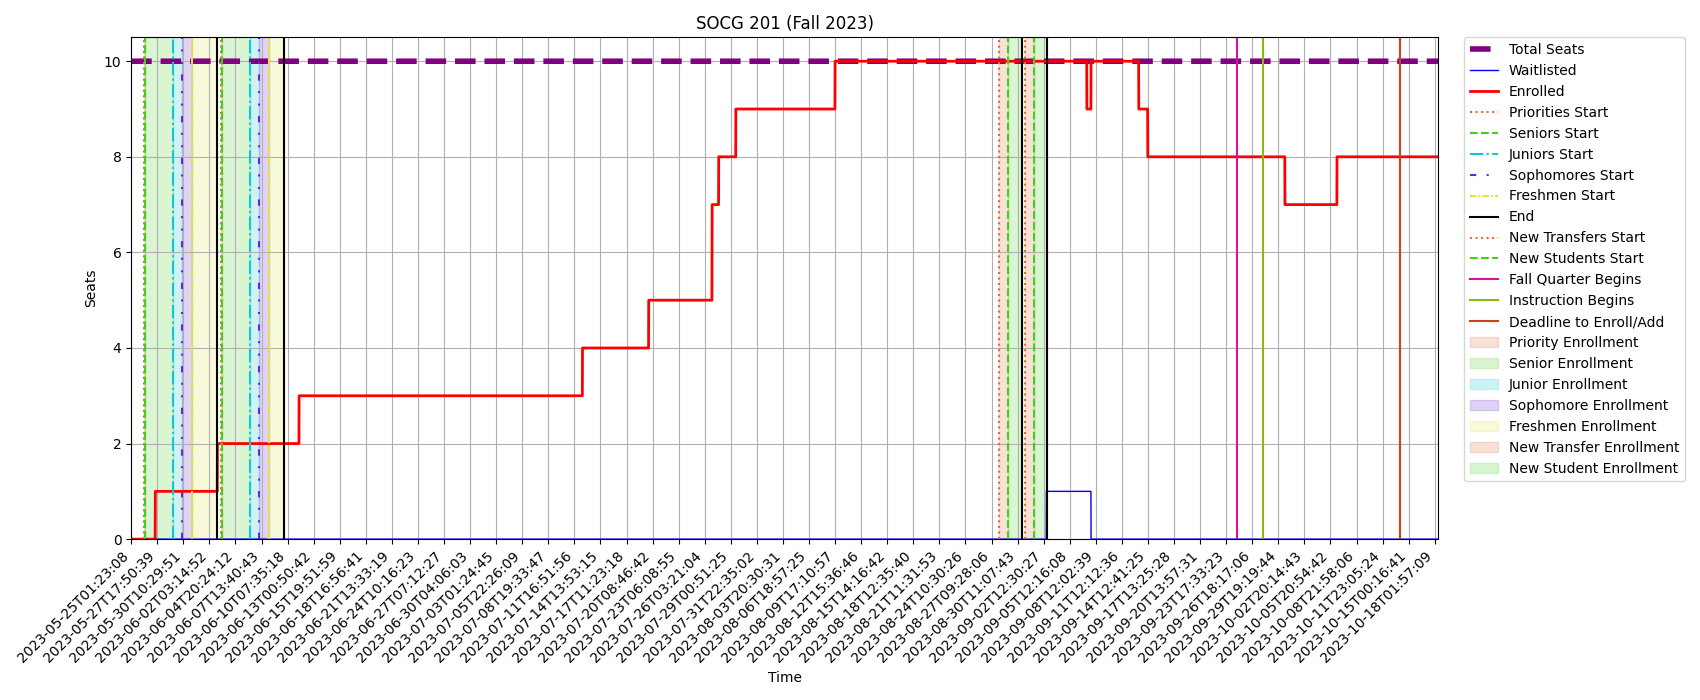 SOCG 201 (Fall 2023)
Seats
10
8
6
4
2
0
2023-05-25T01:23:08
2023-05-27T17:50:39
2023-05-30T10:29:51
2023-06-02T03:14:52
2023-06-04T20:24:12
2023-06-07T13:40:43
2023-06-10T07:35:18
2023-06-13T00:50:42
2023-06-15T19:51:59
2023-06-18T16:56:41
2023-06-21T13:33:19
2023-06-24T10:16:23
2023-06-27T07:12:27
2023-06-30T04:06:03
2023-07-03T01:24:45
2023-07-05T22:26:09
2023-07-08T19:33:47
2023-07-11T16:51:56
2023-07-14T13:53:15
2023-07-17T11:23:18
2023-07-20T08:46:42
2023-07-23T06:08:55
2023-07-26T03:21:04
2023-07-29T00:51:25
2023-07-31T22:35:02
2023-08-03T20:30:31
2023-08-06T18:57:25
2023-08-09T17:10:57
2023-08-12T15:36:46
2023-08-15T14:16:42
2023-08-18T12:35:40
2023-08-21T11:31:53
2023-08-24T10:30:26
2023-08-27T09:28:06
2023-08-30T11:07:43
2023-09-02T12:30:27
2023-09-05T12:16:08
2023-09-08T12:02:39
2023-09-11T12:12:36
2023-09-14T12:41:25
2023-09-17T13:25:28
2023-09-20T13:57:31
2023-09-23T17:33:23
2023-09-26T18:17:06
2023-09-29T19:19:44
2023-10-02T20:14:43
2023-10-05T20:54:42
2023-10-08T21:58:06
2023-10-11T23:05:24
2023-10-15T00:16:41
2023-10-18T01:57:09
Time
Total Seats
Waitlisted
Enrolled
Priorities Start
Seniors Start
Juniors Start
Sophomores Start
Freshmen Start
End
New Transfers Start
New Students Start
Fall Quarter Begins
Instruction Begins
Deadline to Enroll/Add
Priority Enrollment
Senior Enrollment
Junior Enrollment
Sophomore Enrollment
Freshmen Enrollment
New Transfer Enrollment
New Student Enrollment